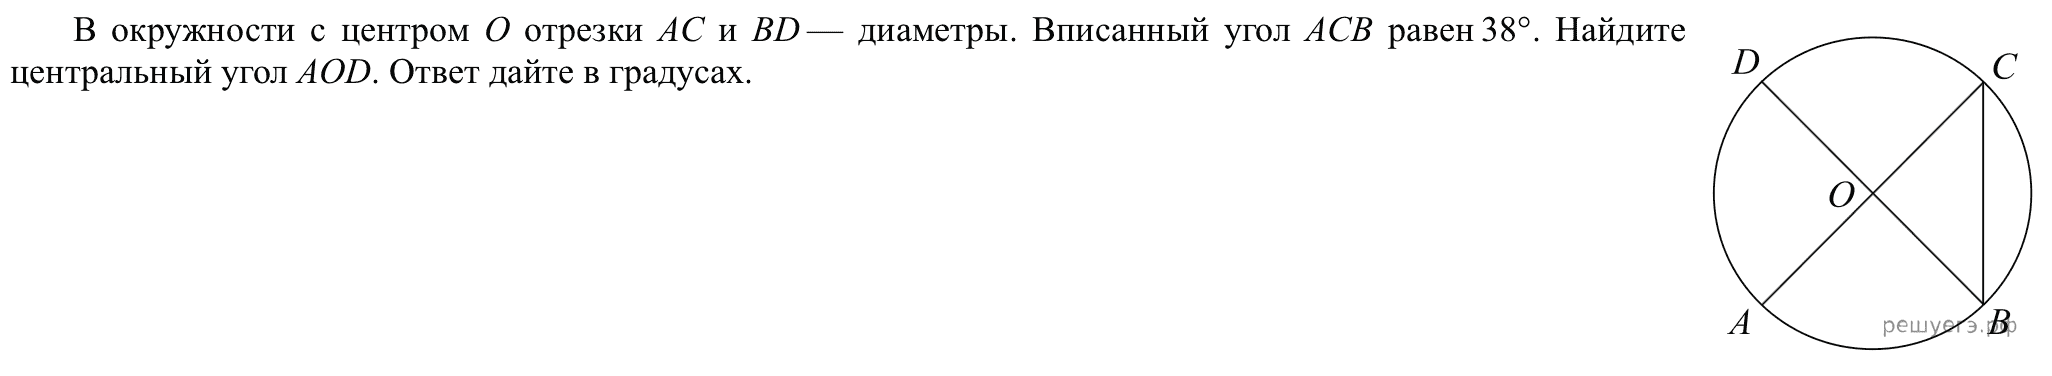 В окружности с центром O отрезки AC и BD — диаметры. Вписанный угол ACB равен 38°. Найдите
центральный угол AOD. Ответ дайте в градусах.
D
C
O
A
B
решуегэ.рф